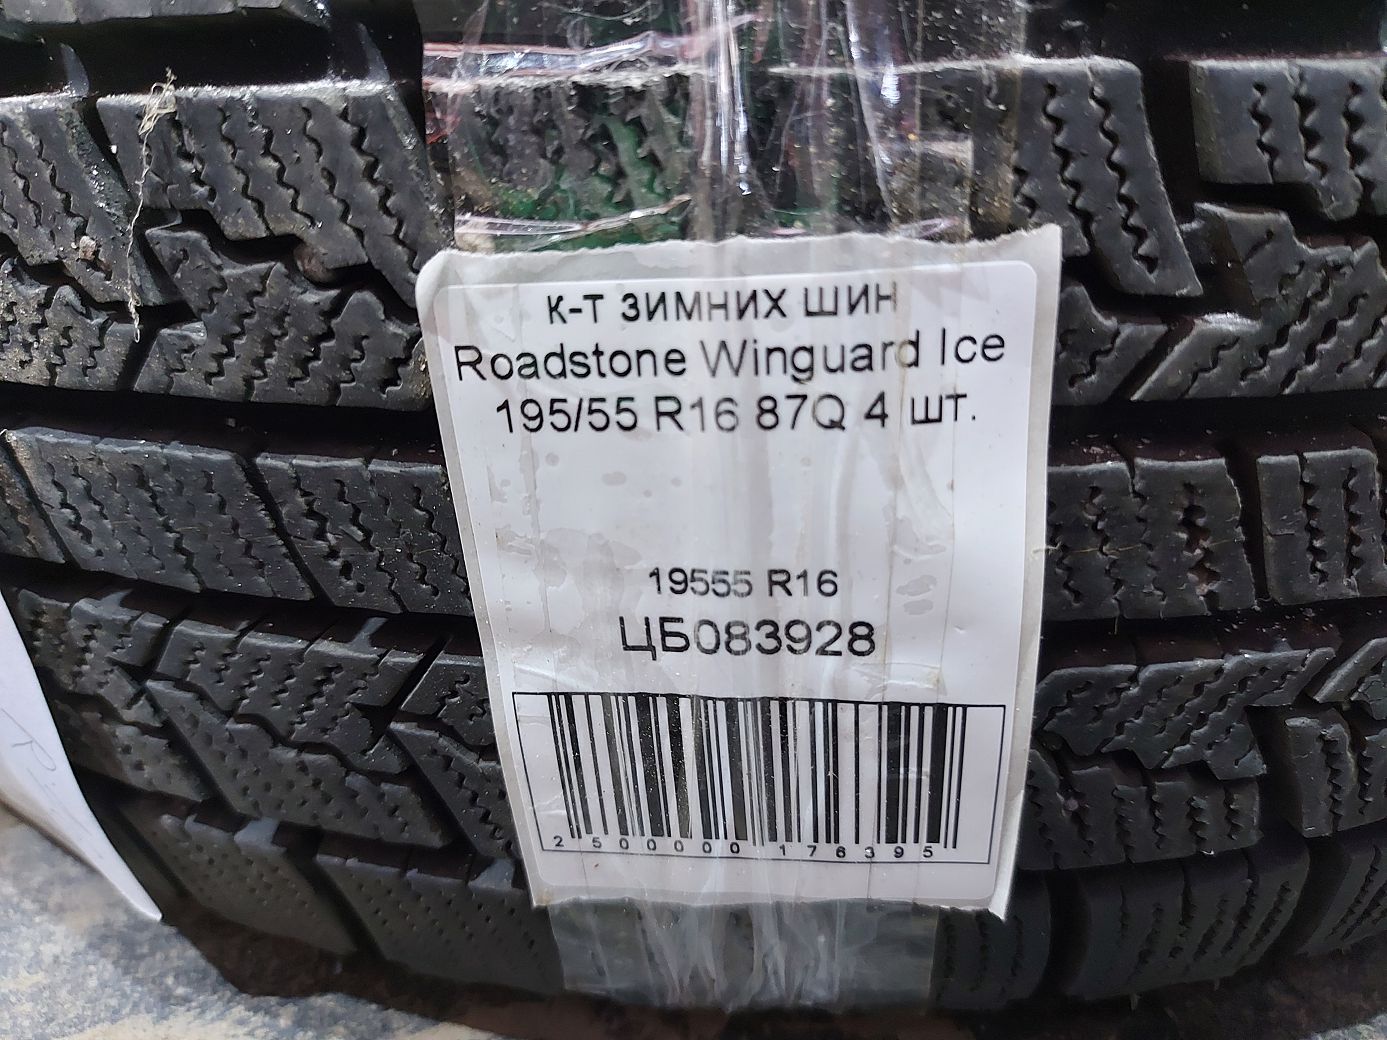 К-Т ЗИМНИХ ШИН
Roadstone Winguard Ice
195/55 R16 87Q 4 шт.
19555 R16
ЦБ083928
2500000176395